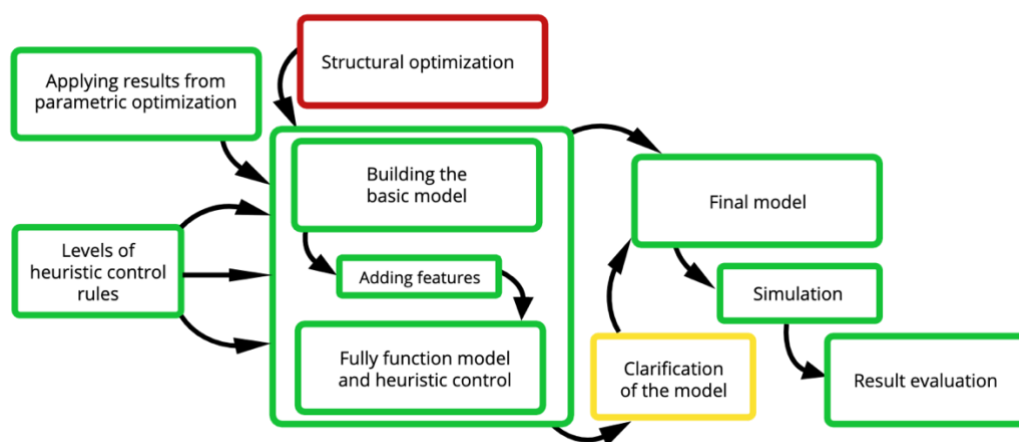 Structural optimization
Applying results from
parametric optimization
Building the
basic model
Final model
Levels of
heuristic control
rules
Adding features
Simulation
Fully function model
and heuristic control
Clarification
of the model
Result evaluation